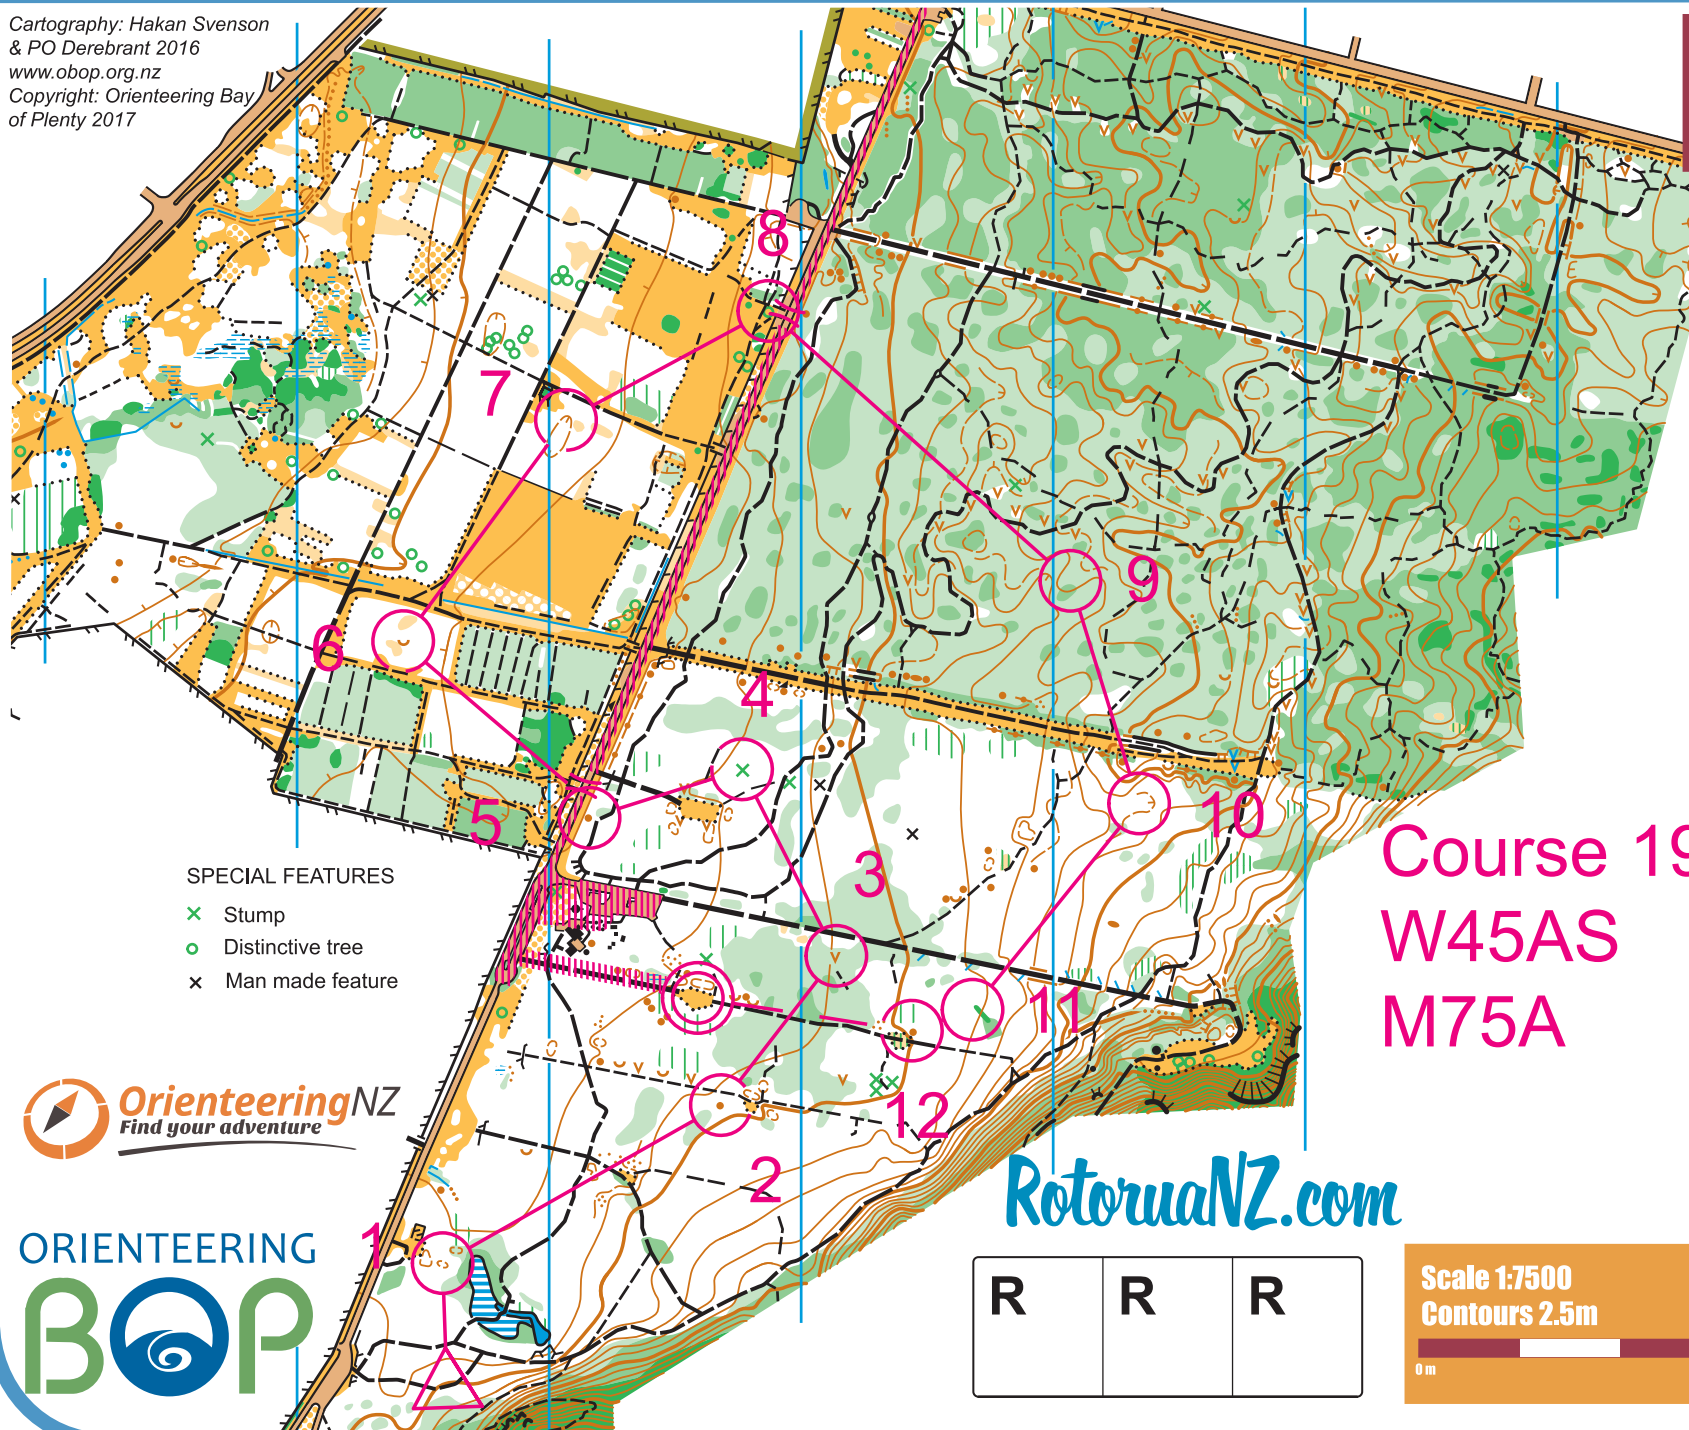 Cartography: Hakan Svenson
& PO Derebrant 2016
www.obop.org.nz
Copyright: Orienteering Bay
of Plenty 2017
8
7
9
6
4
5
10
3
Course 19
W45AS
M75A
SPECIAL FEATURES
Stump
Distinctive tree
Man made feature
11
12
2
1
OrienteeringNZ
Find your adventure
RotoruaNZ.com
ORIENTEERING
BOP
R R R
Scale 1:7500
Contours 2.5m
0 m